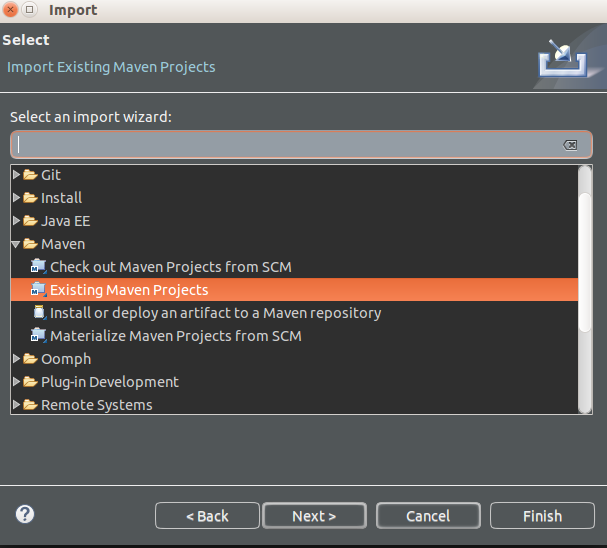 Import
Select
Import Existing Maven Projects
Select an import wizard:
Git
Install
Java EE
Maven
Check out Maven Projects from SCM
Existing Maven Projects
Install or deploy an artifact to a Maven repository
Materialize Maven Projects from SCM
Oomph
Plug-in Development
Remote Systems
? < Back Next > Cancel Finish